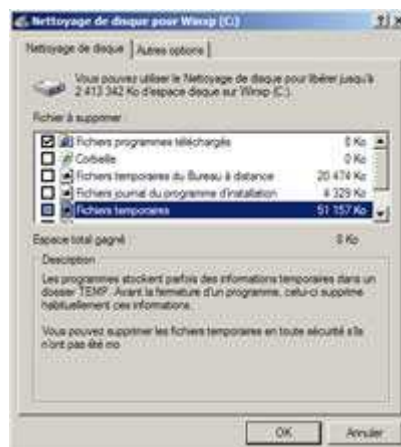 Nettoyage de disque pour Winxp (C:)
Nettoyage de disque
Autres options
Vous pouvez utiliser le Nettoyage de disque pour libérer jusqu'à
2 413 342 Ko d'espace disque sur Winxp (C:).
Fichier à supprimer :
Fichiers programmes téléchargés 0 Ko
Corbeille 0 Ko
Fichiers temporaires du Bureau à distance 20 474 Ko
Fichiers journal du programme d'installation 4 329 Ko
Fichiers temporaires 51 157 Ko
Espace total gagné : 0 Ko
Description
Les programmes stockent parfois des informations temporaires dans un
dossier TEMP. Avant la fermeture d'un programme, celui-ci supprime
habituellement ces informations.
Vous pouvez supprimer les fichiers temporaires en toute sécurité s'ils
n'ont pas été mo
OK
Annuler